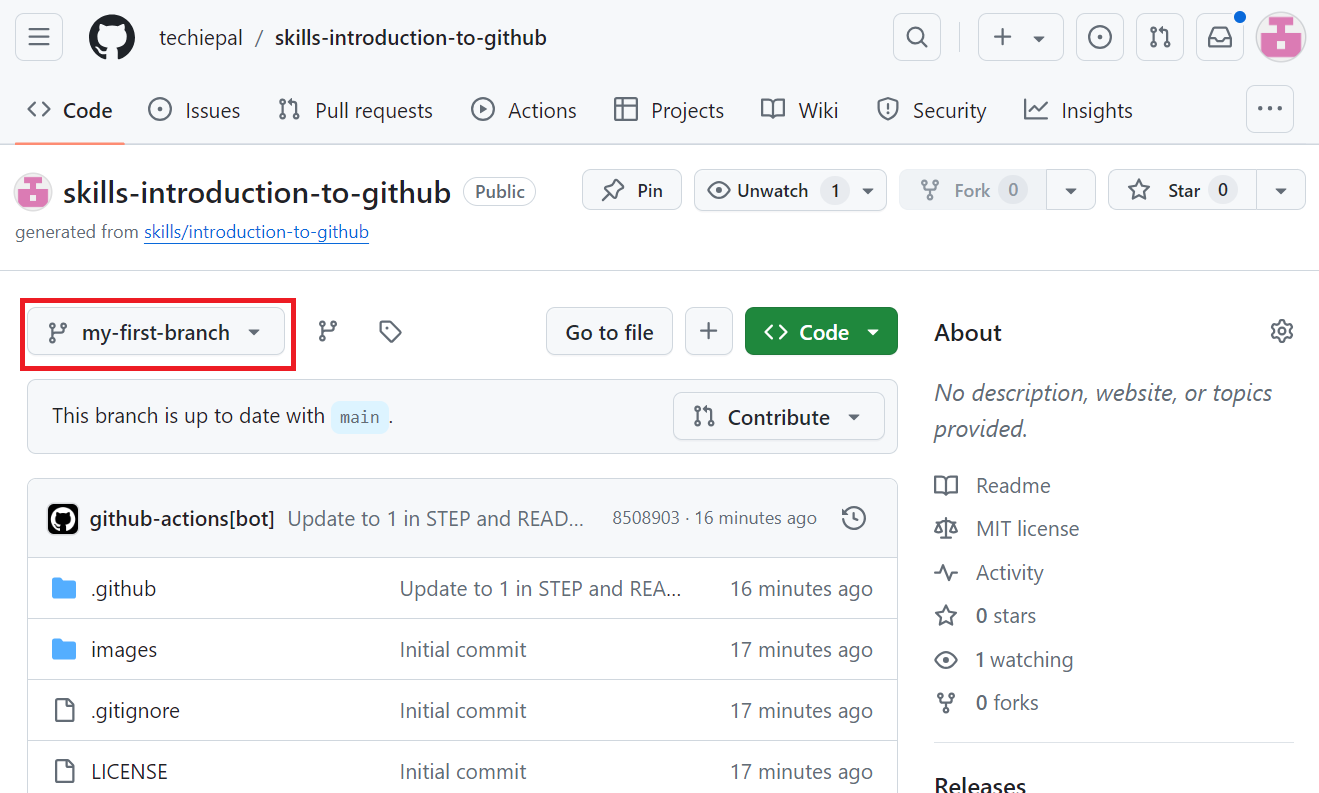 techiepal / skills-introduction-to-github
Code Issues Pull requests Actions Projects Wiki Security Insights
skills-introduction-to-github Public Pin Unwatch 1 Fork 0 Star 0
generated from skills/introduction-to-github
my-first-branch Go to file Code About
This branch is up to date with main. Contribute
No description, website, or topics
provided.
github-actions[bot] Update to 1 in STEP and READ... 8508903 · 16 minutes ago
.github Update to 1 in STEP and REA... 16 minutes ago
images Initial commit 17 minutes ago
.gitignore Initial commit 17 minutes ago
LICENSE Initial commit 17 minutes ago
Readme
MIT license
Activity
0 stars
1 watching
0 forks
Releases